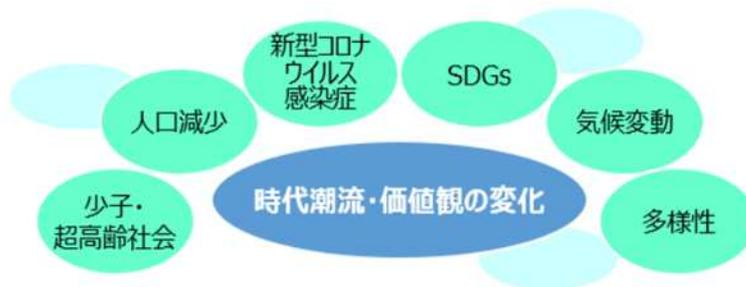 新型コロナ
ウイルス
感染症
SDGs
人口減少
気候変動
少子・
超高齢社会
時代潮流・価値観の変化
多様性